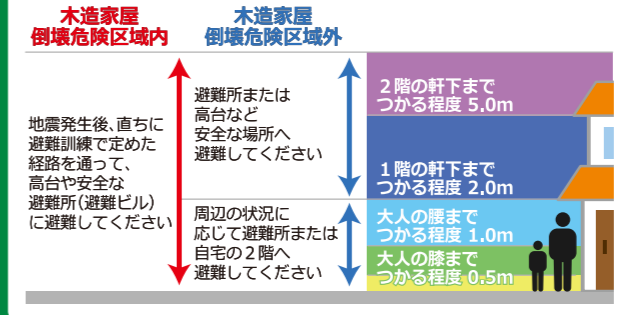 木造家屋
倒壊危険区域内
木造家屋
倒壊危険区域外
地震発生後、直ちに
避難訓練で定めた
経路を通って、
高台や安全な
避難所(避難ビル)
に避難してください
避難所または
高台など
安全な場所へ
避難してください
周辺の状況に
応じて避難所または
自宅の2階へ
避難してください
2階の軒下まで
つかる程度 5.0m
1階の軒下まで
つかる程度 2.0m
大人の腰まで
つかる程度 1.0m
大人の膝まで
つかる程度 0.5m